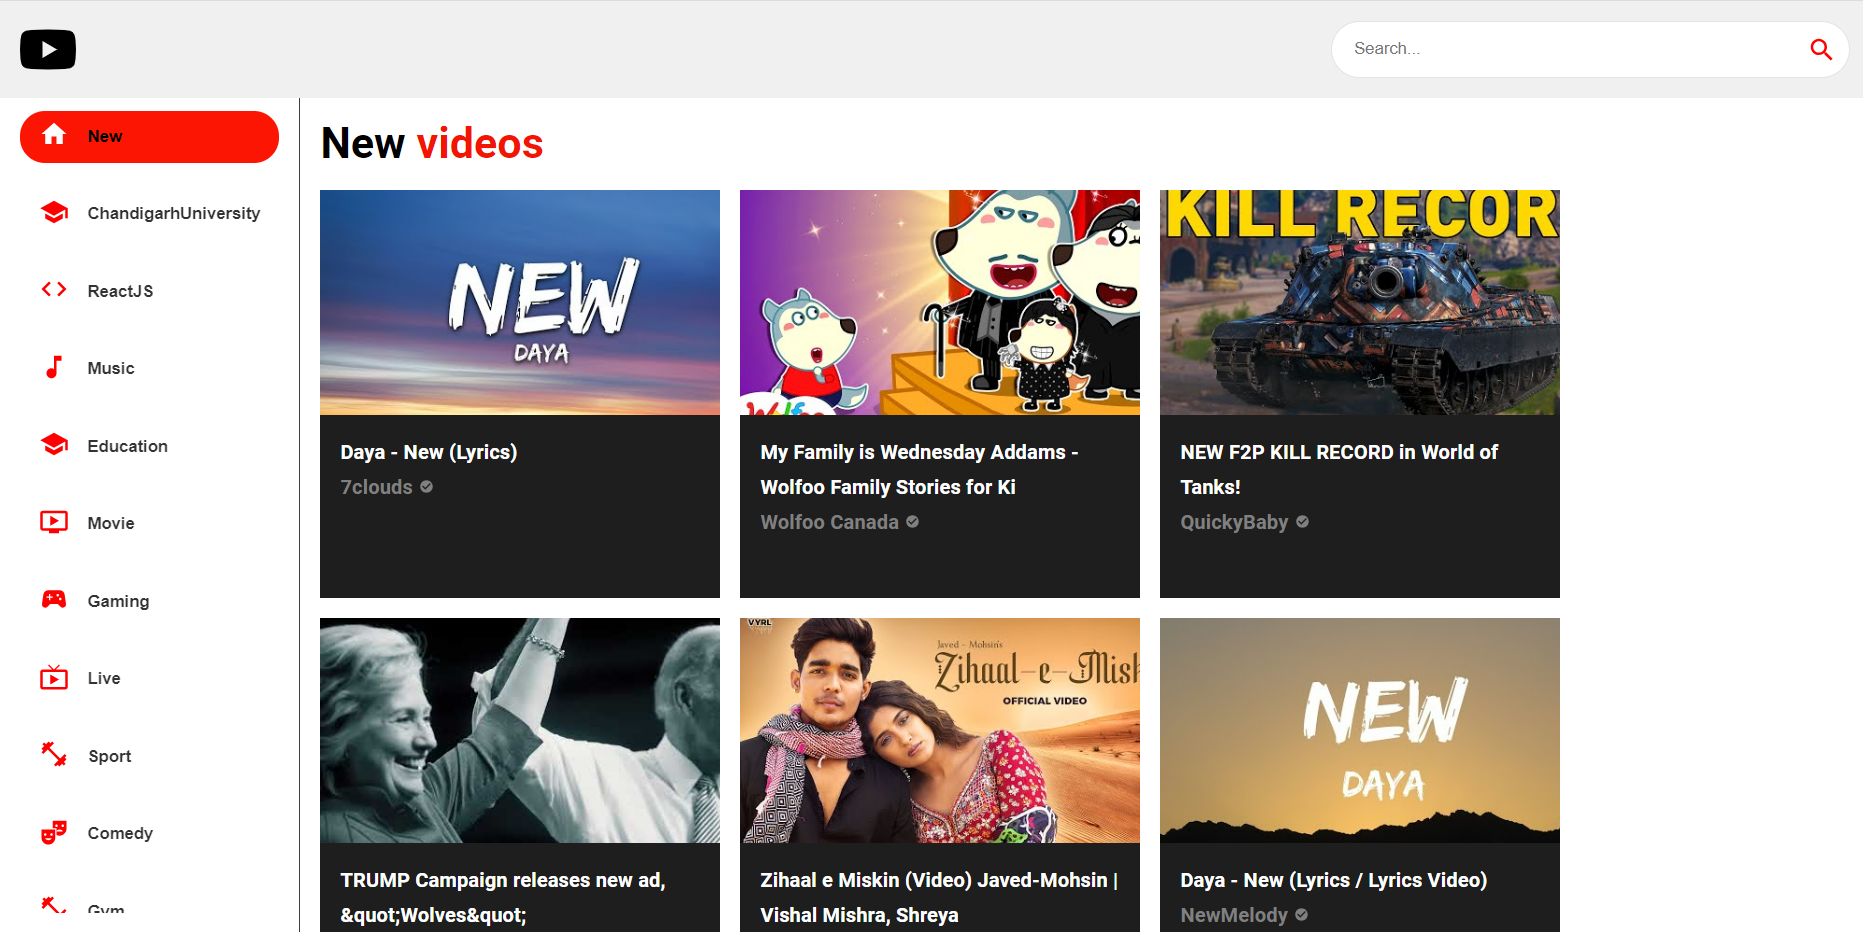 Search...
New
ChandigarhUniversity
ReactJS
Music
Education
Movie
Gaming
Live
Sport
Comedy
Gym
New videos
NEW
DAYA
Daya - New (Lyrics)
7clouds
Wolfoo
My Family is Wednesday Addams -
Wolfoo Family Stories for Ki
Wolfoo Canada
KILL RECOR
NEW F2P KILL RECORD in World of
Tanks!
QuickyBaby
TRUMP Campaign releases new ad,
&quot;Wolves&quot;
VYRL
Javed - Mohsin's
Zihaal-e-Misk
OFFICIAL VIDEO
Zihaal e Miskin (Video) Javed-Mohsin |
Vishal Mishra, Shreya
NEW
DAYA
Daya - New (Lyrics / Lyrics Video)
NewMelody